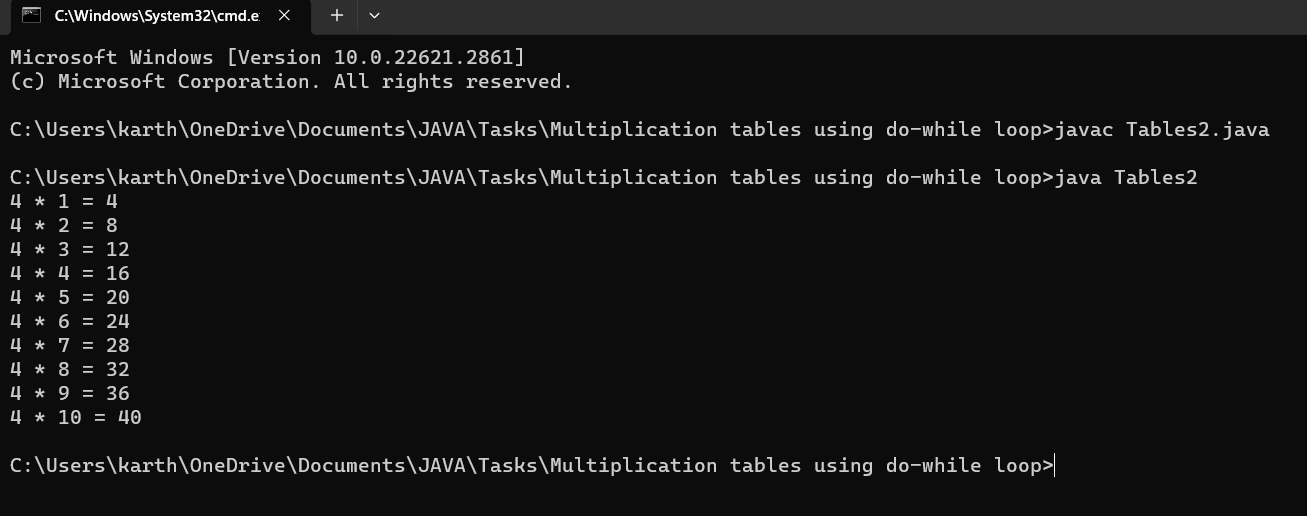 C:\Windows\System32\cmd.e
Microsoft Windows [Version 10.0.22621.2861]
(c) Microsoft Corporation. All rights reserved.
C:\Users\karth\OneDrive\Documents\JAVA\Tasks\Multiplication tables using do-while loop>javac Tables2.java
C:\Users\karth\OneDrive\Documents\JAVA\Tasks\Multiplication tables using do-while loop>java Tables2
4 * 1 = 4
4 * 2 = 8
4 * 3 = 12
4 * 4 = 16
4 * 5 = 20
4 * 6 = 24
4 * 7 = 28
4 * 8 = 32
4 * 9 = 36
4 * 10 = 40
C:\Users\karth\OneDrive\Documents\JAVA\Tasks\Multiplication tables using do-while loop>